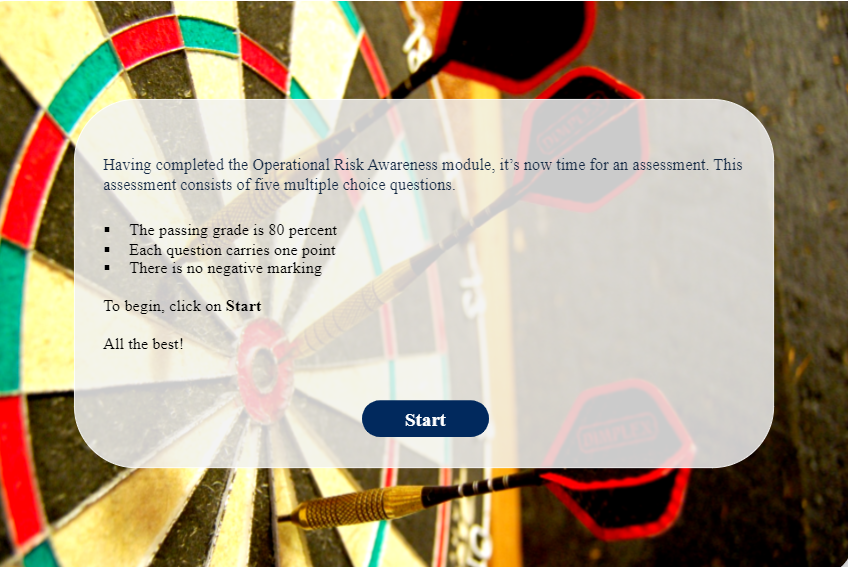 Having completed the Operational Risk Awareness module, it’s now time for an assessment. This
assessment consists of five multiple choice questions.
▪ The passing grade is 80 percent
▪ Each question carries one point
▪ There is no negative marking
To begin, click on Start
All the best!
Start